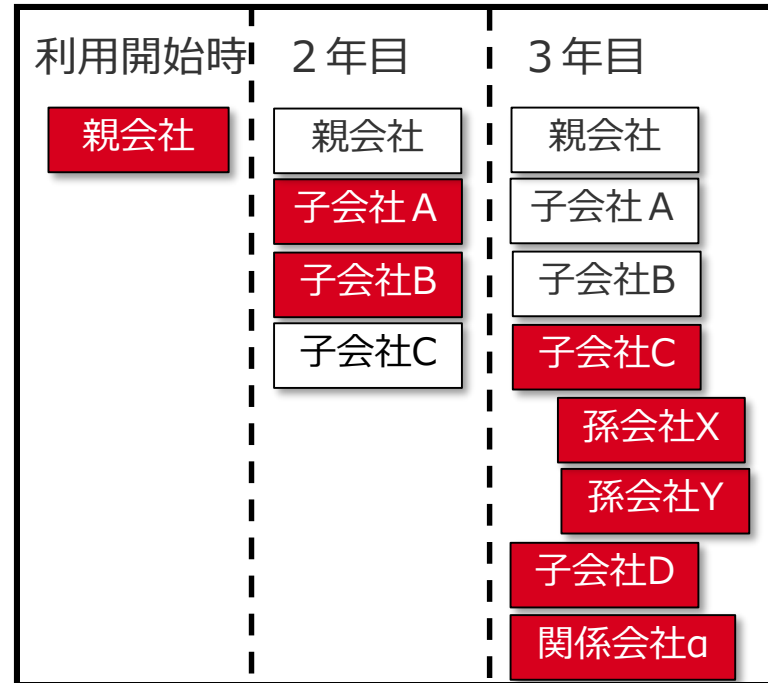 利用開始時
親会社
２年目
親会社
子会社A
子会社B
子会社C
３年目
親会社
子会社A
子会社B
子会社C
孫会社X
孫会社Y
子会社D
関係会社α